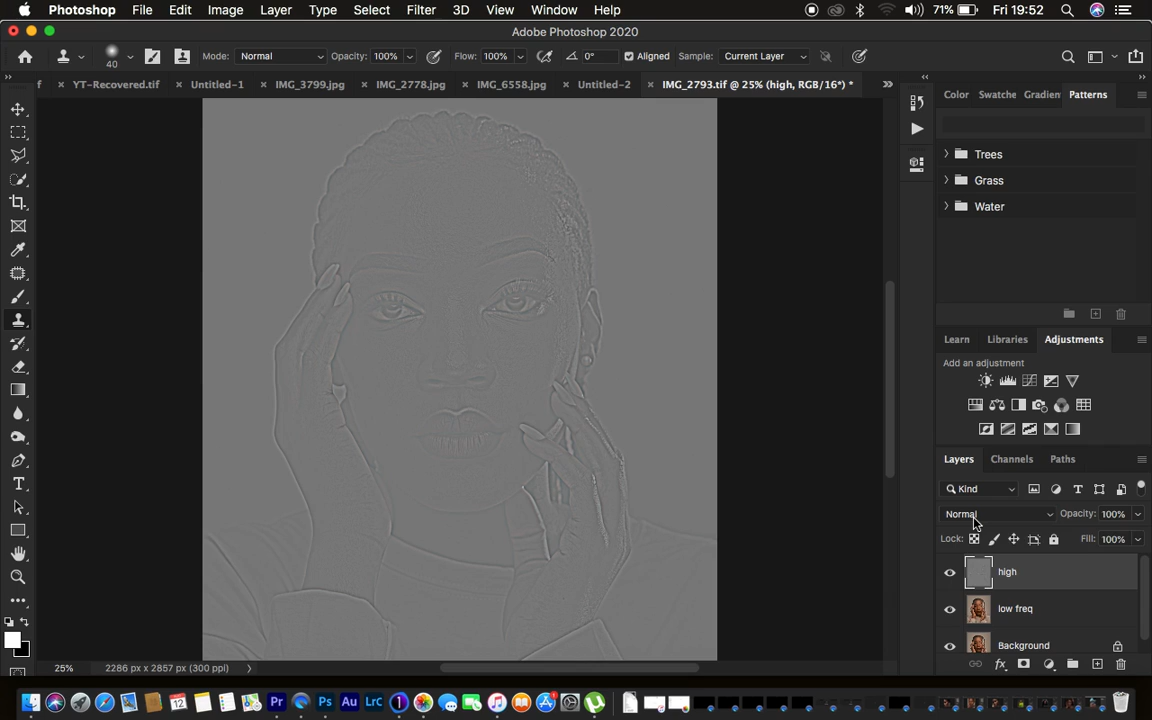 Photoshop File Edit Image Layer Type Select Filter 3D View Window Help 71% Fri 19:52
Adobe Photoshop 2020
40 Mode: Normal Opacity: 100% Flow: 100% 0° Aligned Sample: Current Layer
f × YT-Recovered.tif × Untitled-1 × IMG_3799.jpg × IMG_2778.jpg × IMG_6558.jpg × Untitled-2 × IMG_2793.tif @ 25% (high, RGB/16*) *
Color Swatche Gradien Patterns
Trees
Grass
Water
Learn Libraries Adjustments
Add an adjustment
Layers Channels Paths
Kind
Normal Opacity: 100%
Lock: Fill: 100%
high
low freq
Background
25% 2286 px x 2857 px (300 ppi)